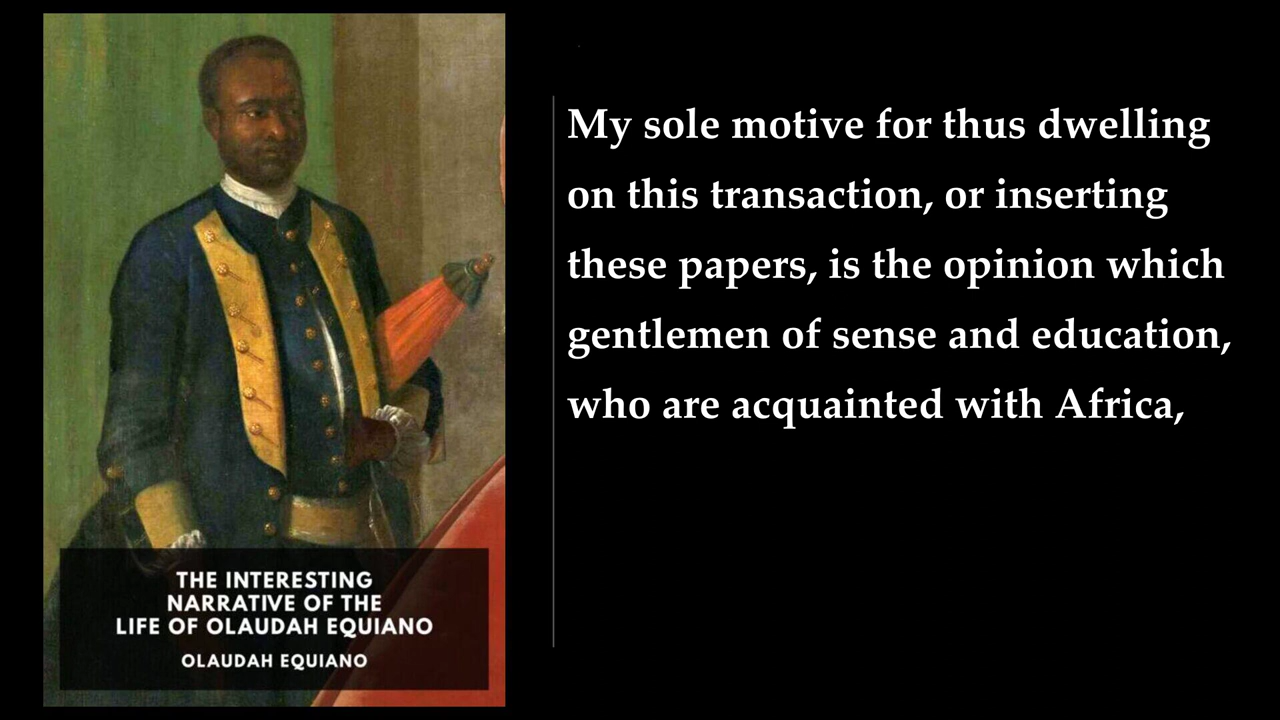 THE INTERESTING
NARRATIVE OF THE
LIFE OF OLAUDAH EQUIANO
OLAUDAH EQUIANO
My sole motive for thus dwelling
on this transaction, or inserting
these papers, is the opinion which
gentlemen of sense and education,
who are acquainted with Africa,